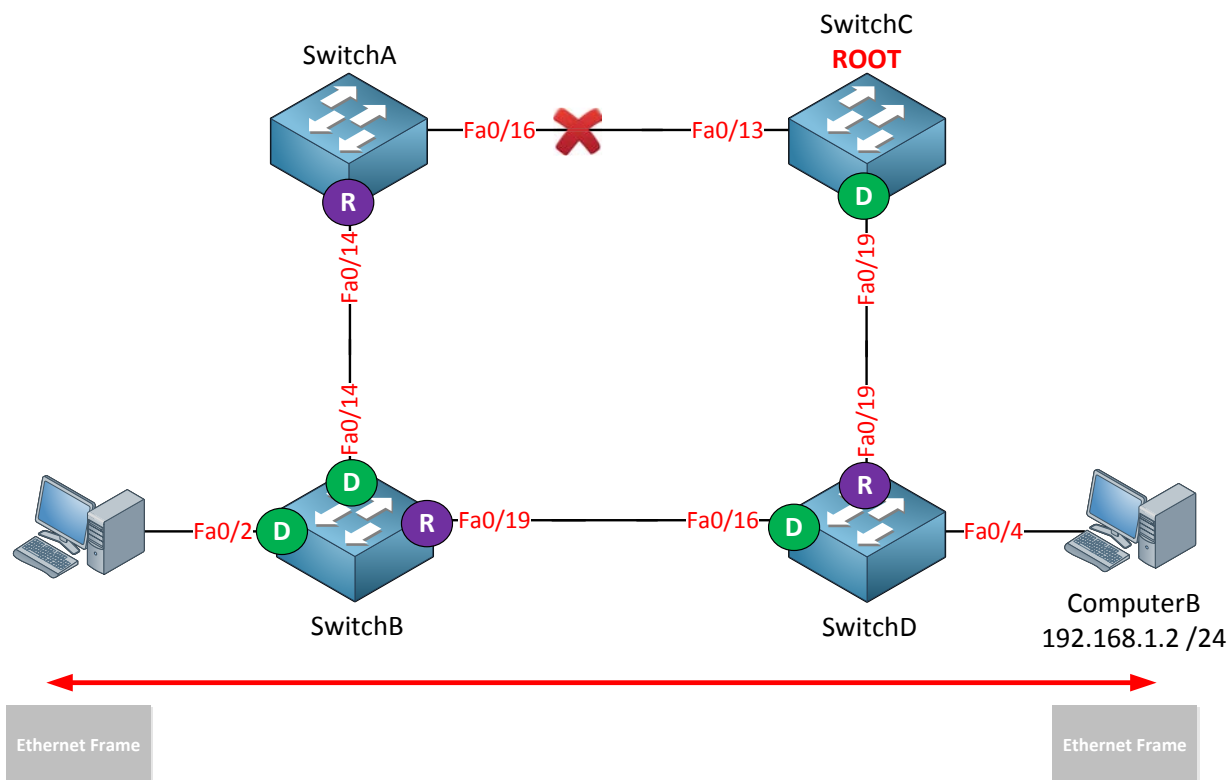 SwitchC
ROOT
SwitchA
Fa0/16
Fa0/13
R
D
Fa0/14
Fa0/19
Fa0/14
Fa0/19
D
R
Fa0/2
D
R
Fa0/19
Fa0/16
D
Fa0/4
SwitchB
SwitchD
ComputerB
192.168.1.2 /24
Ethernet Frame
Ethernet Frame